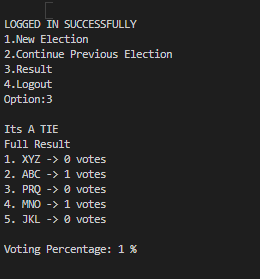 LOGGED IN SUCCESSFULLY
1.New Election
2.Continue Previous Election
3.Result
4.Logout
Option:3
Its A TIE
Full Result
1. XYZ -> 0 votes
2. ABC -> 1 votes
3. PRQ -> 0 votes
4. MNO -> 1 votes
5. JKL -> 0 votes
Voting Percentage: 1 %